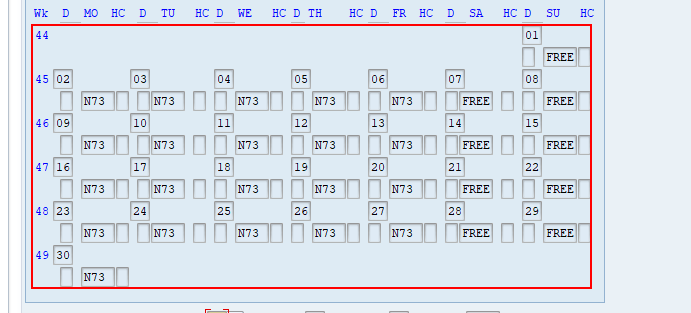 Wk D MO HC D TU HC D WE HC D TH HC D FR HC D SA HC D SU HC
44 01
FREE
45 02 03 04 05 06 07 08
N73 N73 N73 N73 N73 FREE FREE
46 09 10 11 12 13 14 15
N73 N73 N73 N73 N73 FREE FREE
47 16 17 18 19 20 21 22
N73 N73 N73 N73 N73 FREE FREE
48 23 24 25 26 27 28 29
N73 N73 N73 N73 N73 FREE FREE
49 30
N73